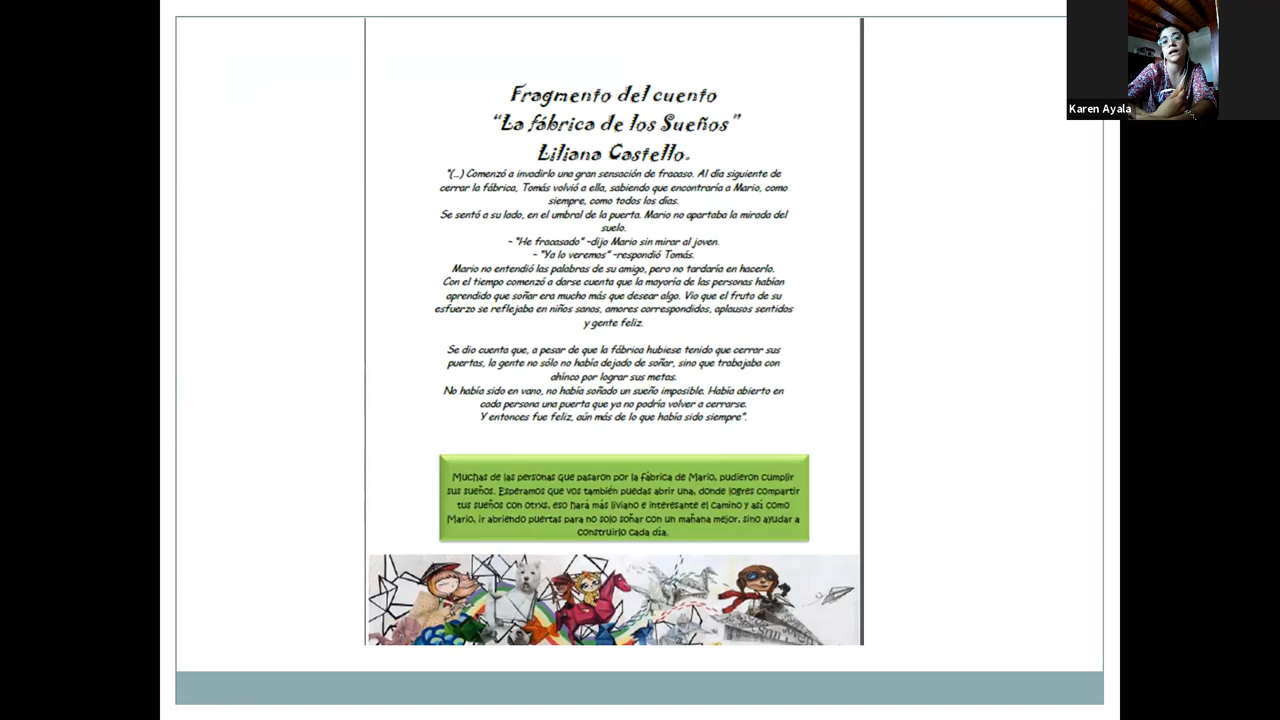 Fragmento del cuento
“La fábrica de los Sueños”
Liliana Castello.
"(...) Comenzó a invadirlo una gran sensación de fracaso. Al día siguiente de
cerrar la fábrica, Tomás volvió a ella, sabiendo que encontraría a Mario, como
siempre, como todos los días.
Se sentó a su lado, en el umbral de la puerta. Mario no apartaba la mirada del
suelo.
- "He fracasado" -dijo Mario sin mirar al joven.
- "Ya lo veremos" -respondió Tomás.
Mario no entendió las palabras de su amigo, pero no tardaría en hacerlo.
Con el tiempo comenzó a darse cuenta que la mayoría de las personas habían
aprendido que soñar era mucho más que desear algo. Vio que el fruto de su
esfuerzo se reflejaba en niños sanos, amores correspondidos, aplausos sentidos
y gente feliz.
Se dio cuenta que, a pesar de que la fábrica hubiese tenido que cerrar sus
puertas, la gente no sólo no había dejado de soñar, sino que trabajaba con
ahínco por lograr sus metas.
No había sido en vano, no había soñado un sueño imposible. Había abierto en
cada persona una puerta que ya no podría volver a cerrarse.
Y entonces fue feliz, aún más de lo que había sido siempre".
Muchas de las personas que pasaron por la fábrica de Mario, pudieron cumplir
sus sueños. Esperamos que vos también puedas abrir una, donde logres compartir
tus sueños con otrxs, eso hará más liviano e interesante el camino y así como
Mario, ir abriendo puertas para no solo soñar con un mañana mejor, sino ayudar a
construirlo cada día.
Karen Ayala